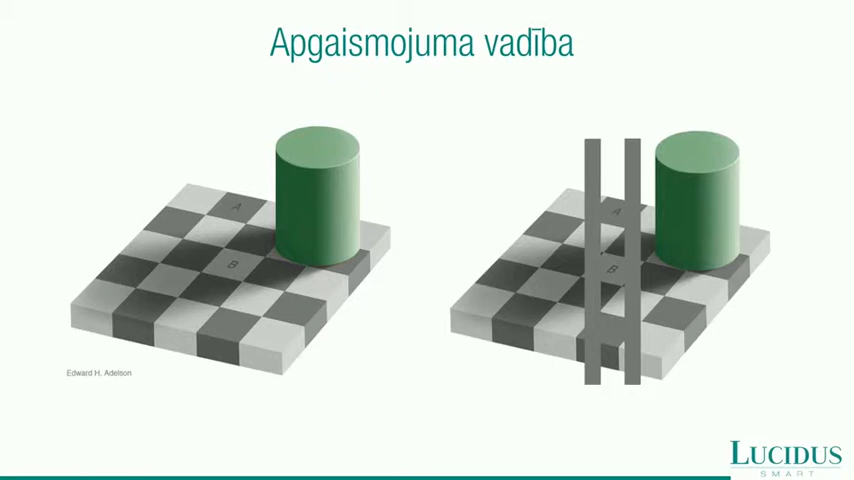 Apgaismojuma vadība
A
B
A
B
Edward H. Adelson
LUCIDUS
SMART